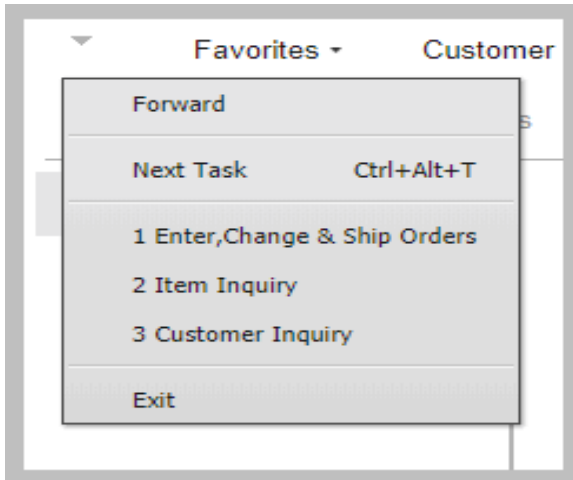 Favorites Customer
Forward
s
Next Task Ctrl+Alt+T
1 Enter,Change & Ship Orders
2 Item Inquiry
3 Customer Inquiry
Exit